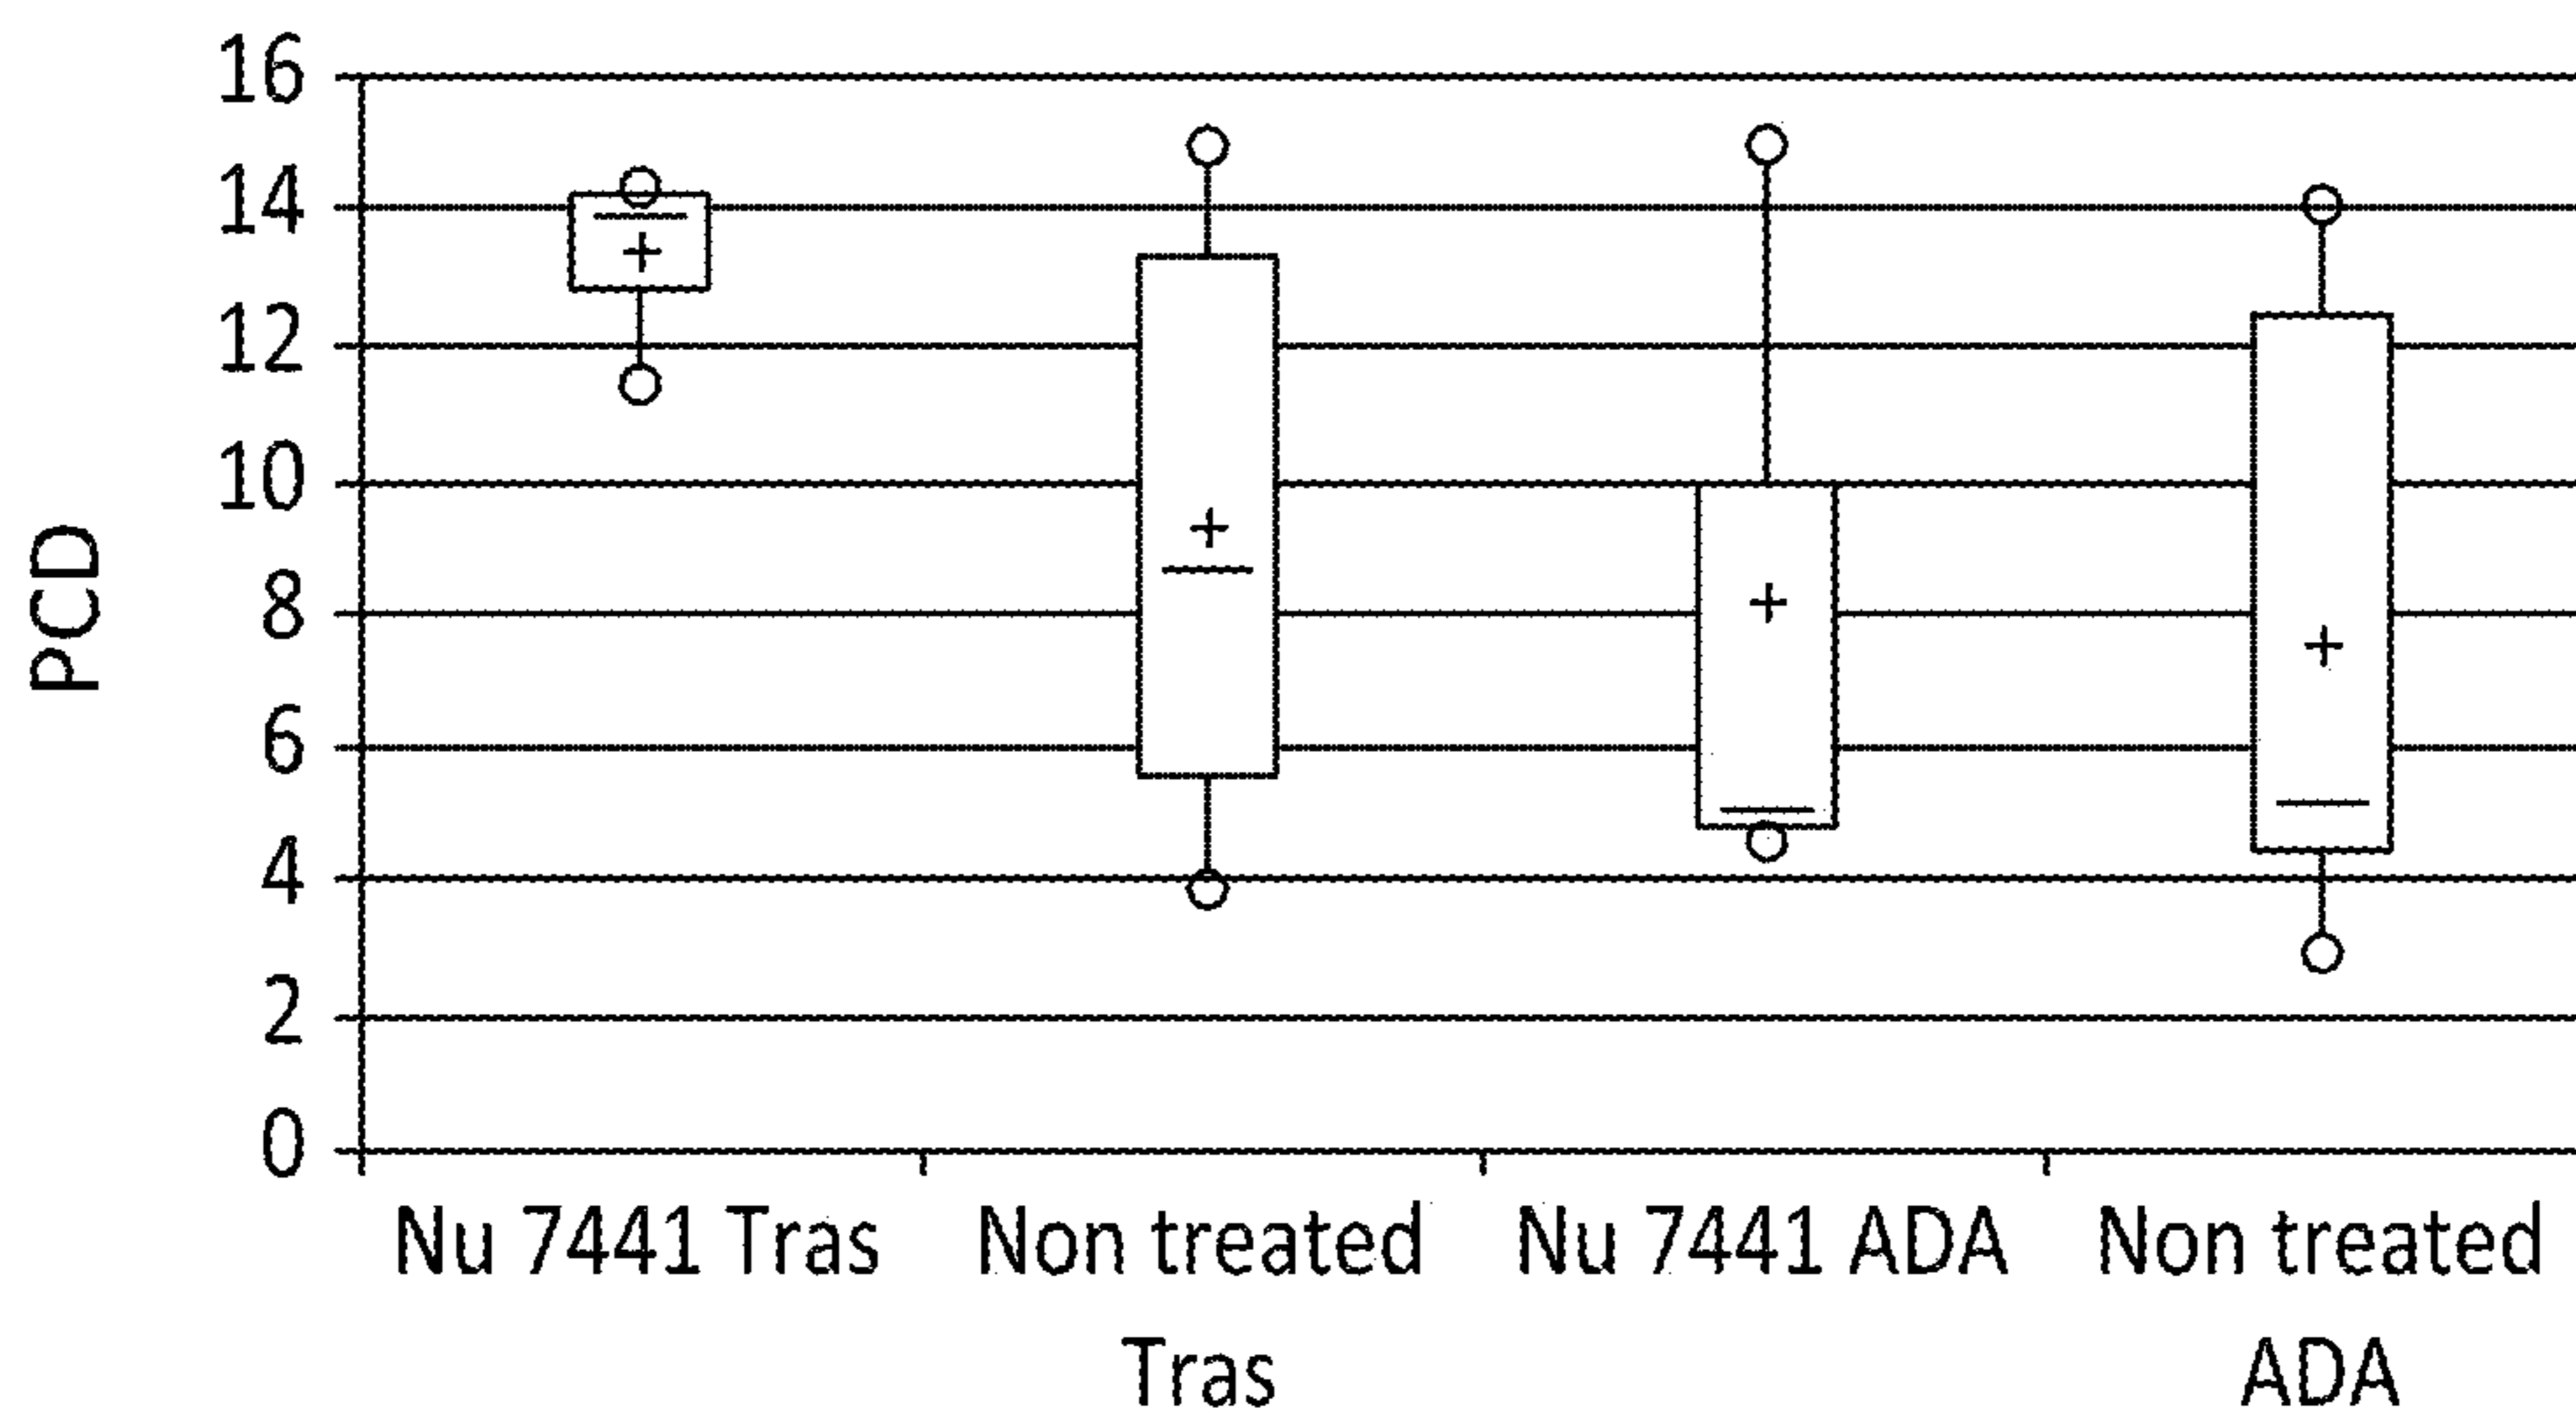 16
14
12
10
8
6
4
2
0
PCD
Nu 7441 Tras
Non treated
Tras
Nu 7441 ADA
Non treated
ADA